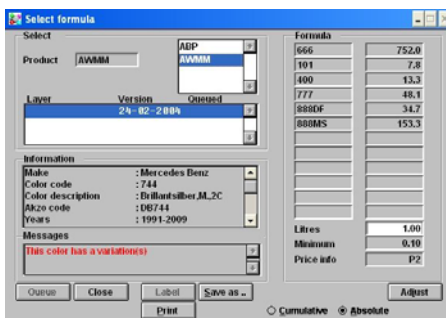 Select formula
Select
Product AWMM
ABP
AWMM
Layer Version Queued
24-02-2004
Information
Make : Mercedes Benz
Color code : 744
Color description : Brillantsilber,M.,2C
Akzo code : DB744
Years : 1991-2009
Messages
This color has a variation(s)
Formula
666 752.0
101 7.8
400 13.3
777 48.1
888DF 34.7
888MS 153.3
Litres 1.00
Minimum 0.10
Price info P2
Queue Close Label Save as .. Adjust
Print Cumulative Absolute